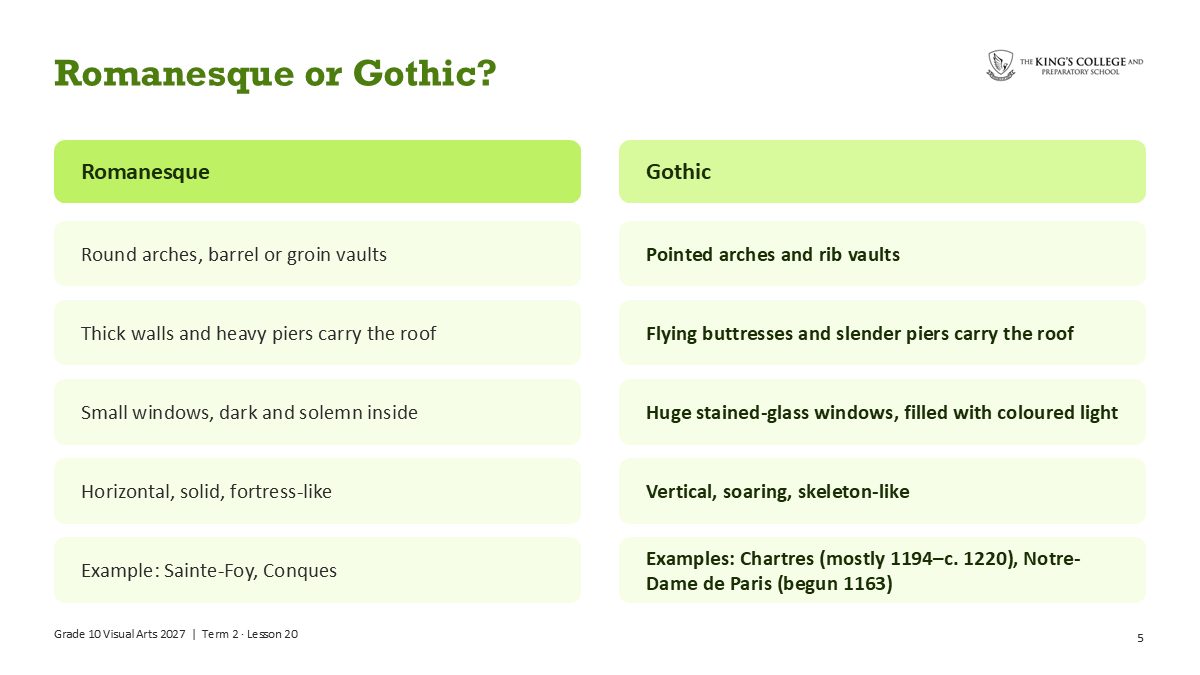 Romanesque or Gothic?
THE KING'S COLLEGE AND
PREPARATORY SCHOOL
Romanesque
Gothic
Round arches, barrel or groin vaults
Pointed arches and rib vaults
Thick walls and heavy piers carry the roof
Flying buttresses and slender piers carry the roof
Small windows, dark and solemn inside
Huge stained-glass windows, filled with coloured light
Horizontal, solid, fortress-like
Vertical, soaring, skeleton-like
Example: Sainte-Foy, Conques
Examples: Chartres (mostly 1194–c. 1220), Notre-
Dame de Paris (begun 1163)
Grade 10 Visual Arts 2027 | Term 2 · Lesson 20
5